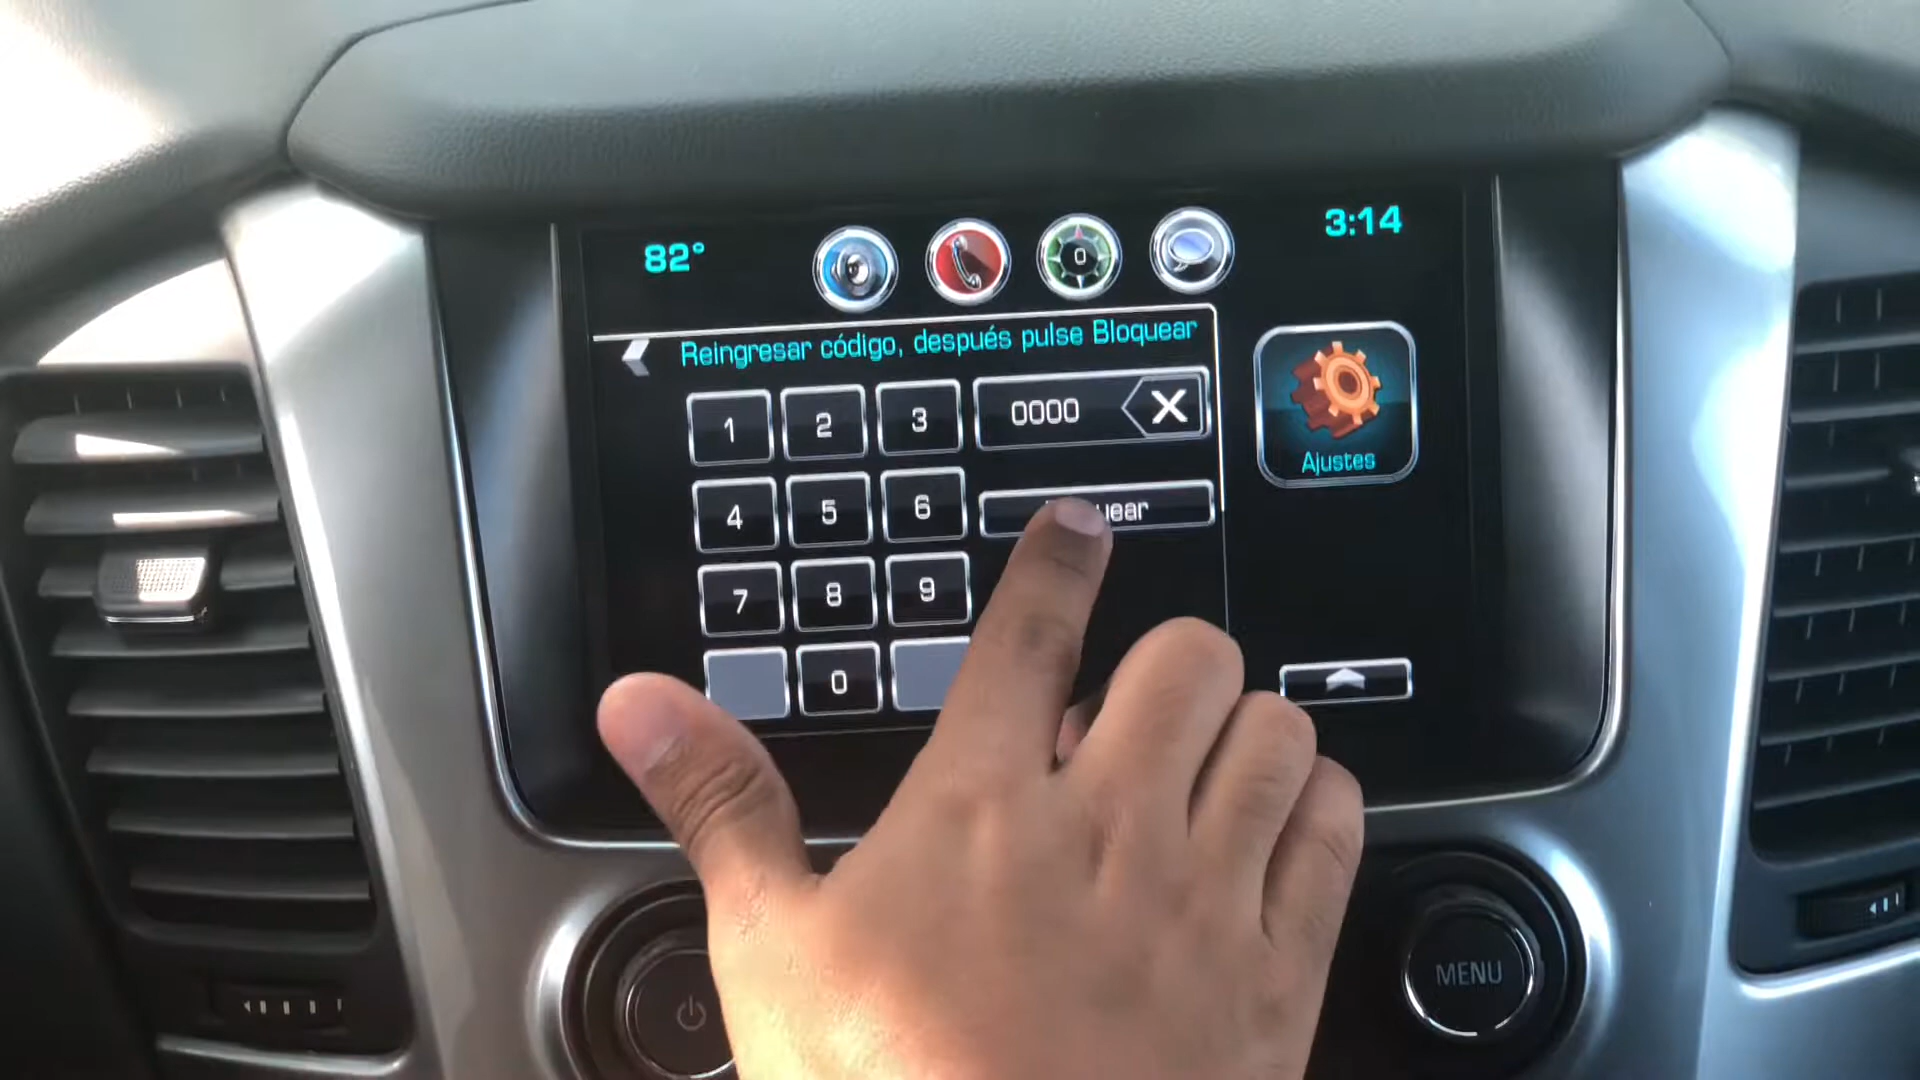 82°
0
3:14
Reingresar código, después pulse Bloquear
1 2 3 0000 X
4 5 6
7 8 9
0
Ajustes
MENU